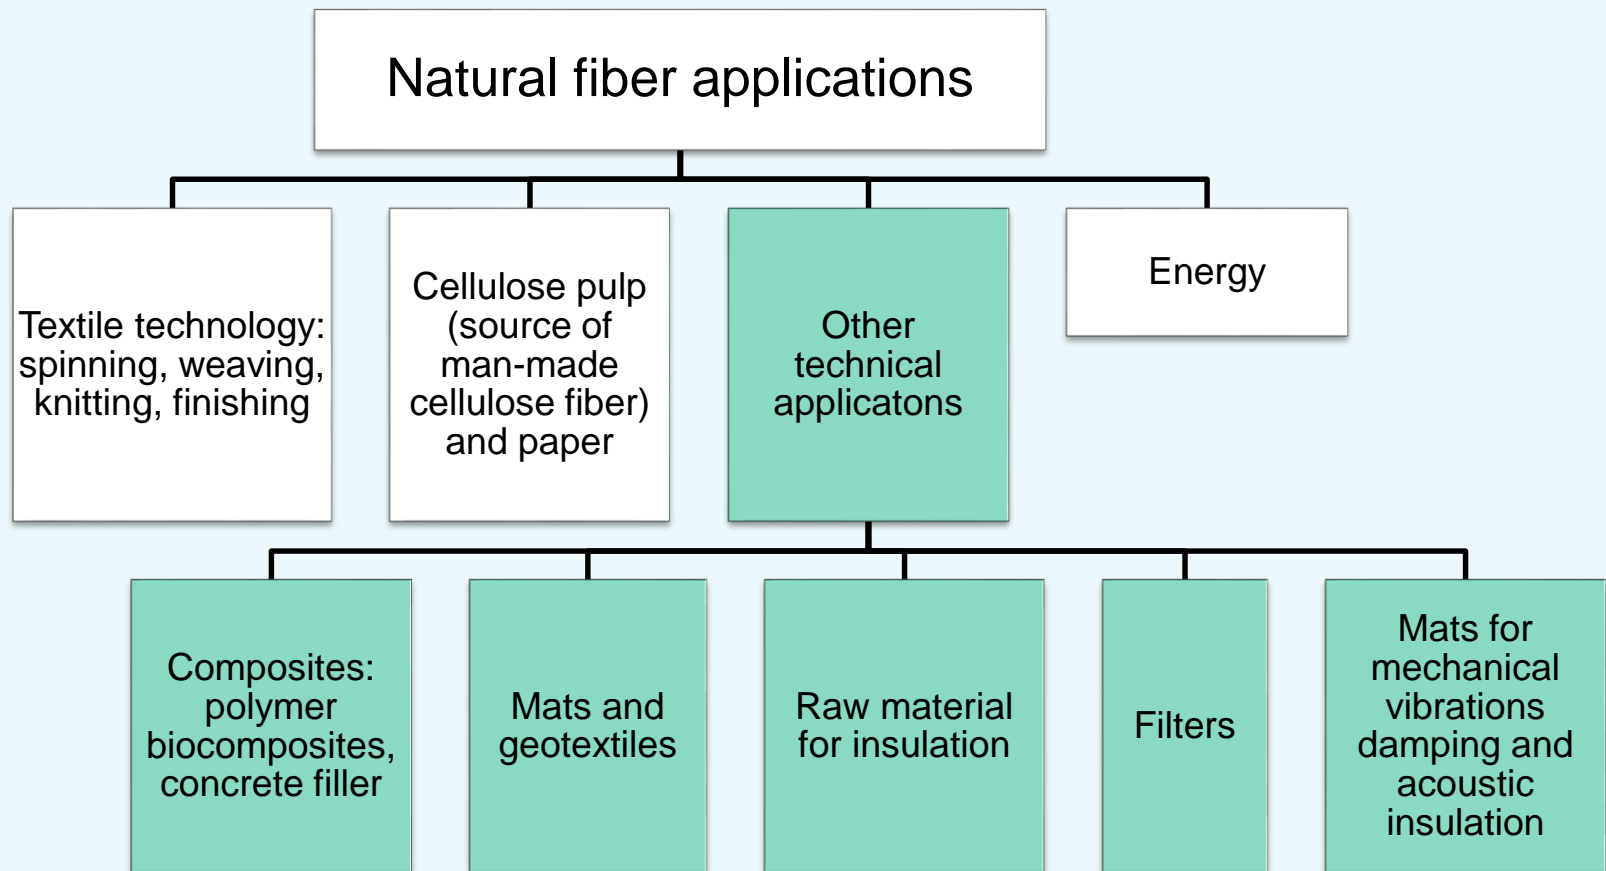 Natural fiber applications
Textile technology:
spinning, weaving,
knitting, finishing
Cellulose pulp
(source of
man-made
cellulose fiber)
and paper
Other
technical
applicatons
Energy
Composites:
polymer
biocomposites,
concrete filler
Mats and
geotextiles
Raw material
for insulation
Filters
Mats for
mechanical
vibrations
damping and
acoustic
insulation